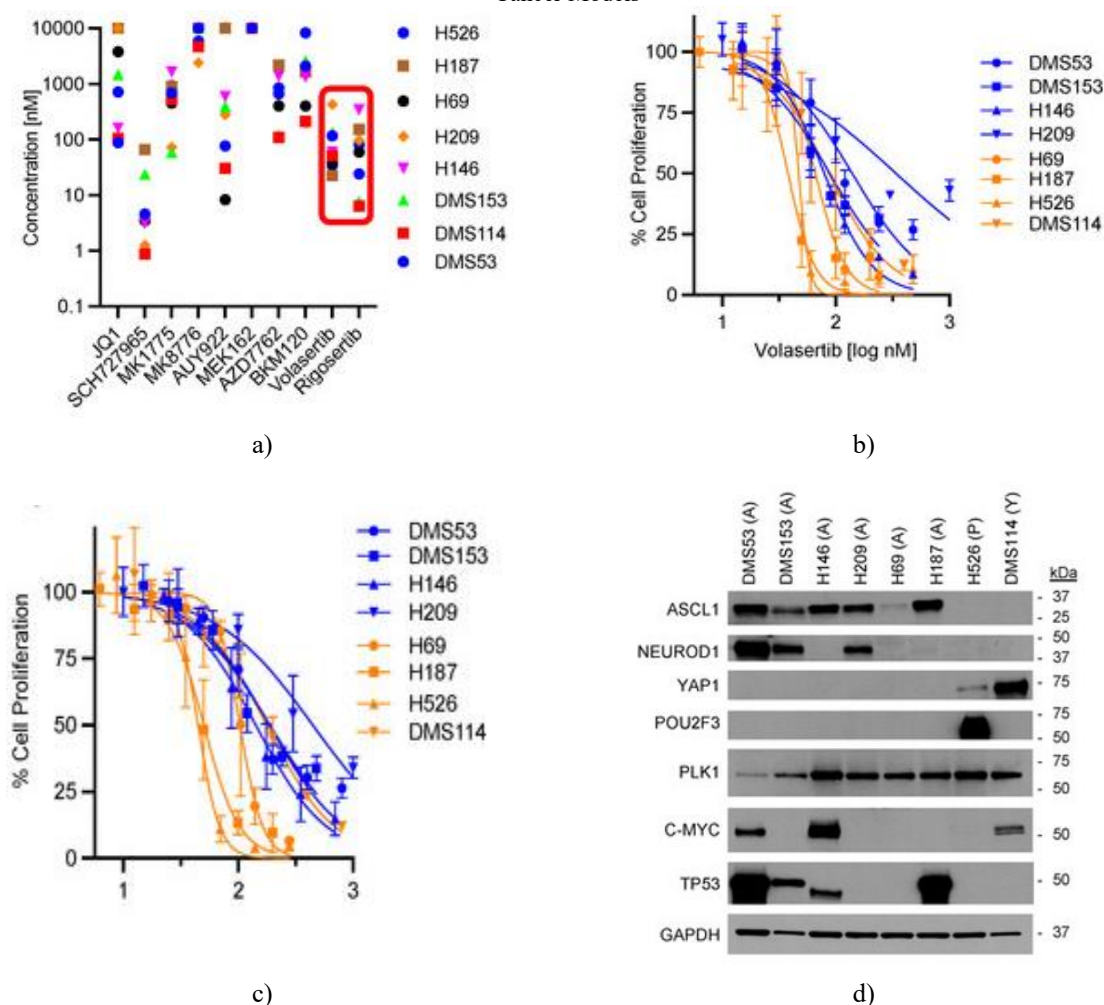 Cancer Models
10000
1000
100
10
1
0.1
Concentration [nM]
JQ1
SCH727965
MK1775
MK8776
AUY922
MEK162
AZD7762
BKM120
Volasertib
Rigosertib
H526
H187
H69
H209
H146
DMS153
DMS114
DMS53
a)
100
75
50
25
0
% Cell Proliferation
1 2 3
Volasertib [log nM]
DMS53
DMS153
H146
H209
H69
H187
H526
DMS114
b)
100
75
50
25
0
% Cell Proliferation
1 2 3
DMS53
DMS153
H146
H209
H69
H187
H526
DMS114
c)
DMS53 (A)
DMS153 (A)
H146 (A)
H209 (A)
H69 (A)
H187 (A)
H526 (P)
DMS114 (Y)
kDa
ASCL1 - 37
- 25
NEUROD1 - 50
- 37
YAP1 - 75
POU2F3 - 75
- 50
PLK1 - 75
- 50
C-MYC - 50
TP53 - 50
GAPDH - 37
d)